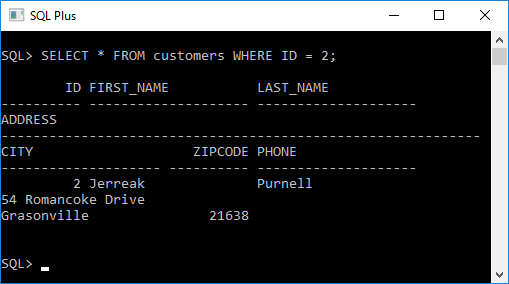 SQL Plus
SQL> SELECT * FROM customers WHERE ID = 2;
        ID FIRST_NAME           LAST_NAME
---------- -------------------- --------------------
ADDRESS
------------------------------------------------------------
CITY                    ZIPCODE PHONE
-------------------- ---------- --------------------
         2 Jerreak              Purnell
54 Romancoke Drive
Grasonville               21638
SQL>